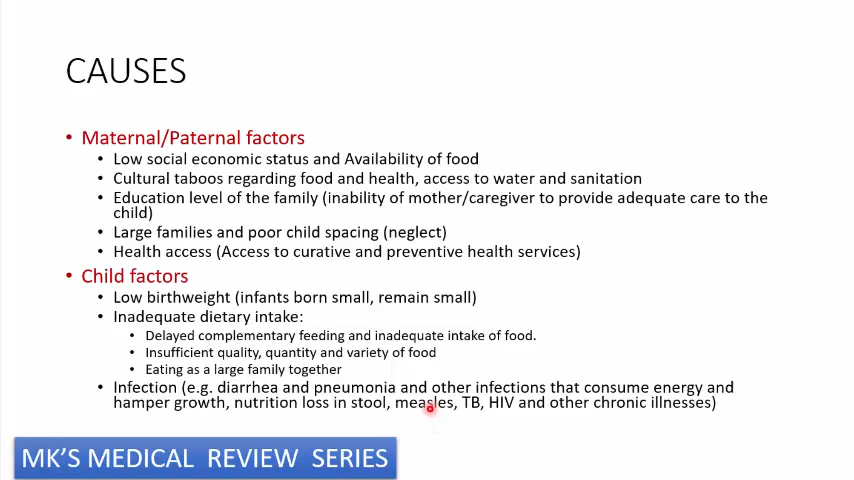 CAUSES
• Maternal/Paternal factors
• Low social economic status and Availability of food
• Cultural taboos regarding food and health, access to water and sanitation
• Education level of the family (inability of mother/caregiver to provide adequate care to the
child)
• Large families and poor child spacing (neglect)
• Health access (Access to curative and preventive health services)
• Child factors
• Low birthweight (infants born small, remain small)
• Inadequate dietary intake:
• Delayed complementary feeding and inadequate intake of food.
• Insufficient quality, quantity and variety of food
• Eating as a large family together
• Infection (e.g. diarrhea and pneumonia and other infections that consume energy and
hamper growth, nutrition loss in stool, measles, TB, HIV and other chronic illnesses)
MK'S MEDICAL REVIEW SERIES